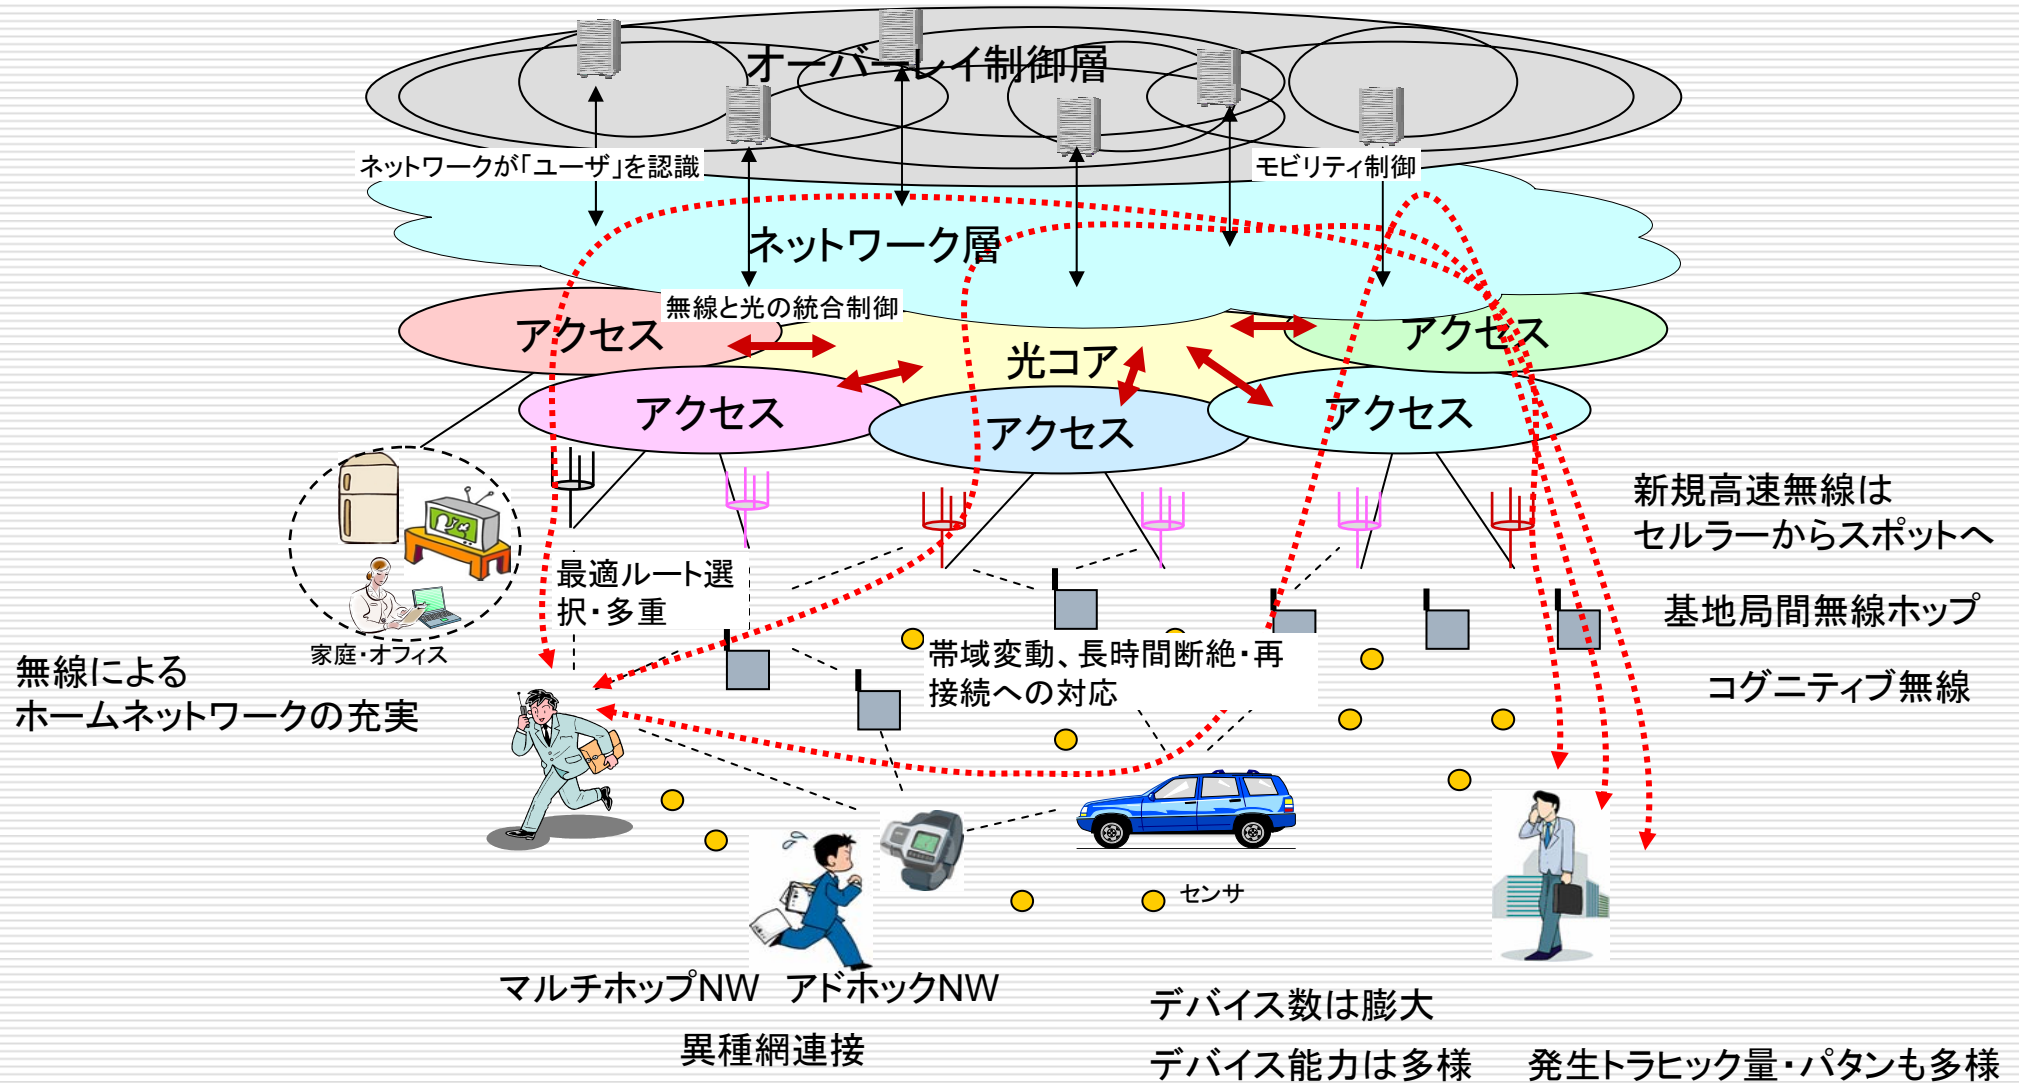 オーバーレイ制御層
ネットワークが「ユーザ」を認識
モビリティ制御
ネットワーク層
無線と光の統合制御
アクセス
光コア
アクセス
アクセス
アクセス
アクセス
新規高速無線は
セルラーからスポットへ
最適ルート選
択・多重
基地局間無線ホップ
家庭・オフィス
帯域変動、長時間断絶・再
接続への対応
無線による
ホームネットワークの充実
コグニティブ無線
センサ
マルチホップNW アドホックNW
デバイス数は膨大
異種網連接
デバイス能力は多様
発生トラヒック量・パタンも多様